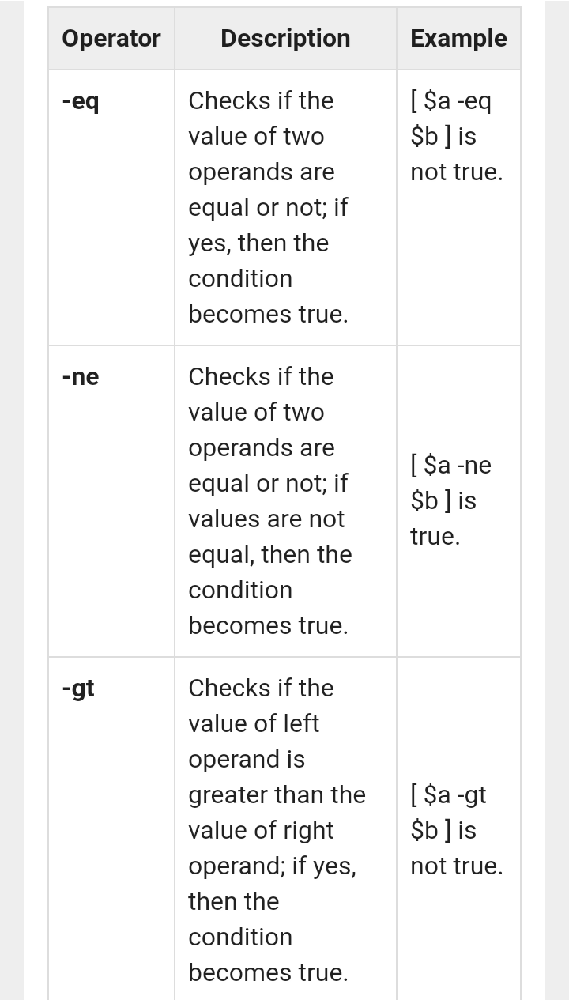 Operator Description Example
-eq
Checks if the
value of two
operands are
equal or not; if
yes, then the
condition
becomes true.
[ $a -eq
$b ] is
not true.
-ne
Checks if the
value of two
operands are
equal or not; if
values are not
equal, then the
condition
becomes true.
[ $a -ne
$b ] is
true.
-gt
Checks if the
value of left
operand is
greater than the
value of right
operand; if yes,
then the
condition
becomes true.
[ $a -gt
$b ] is
not true.